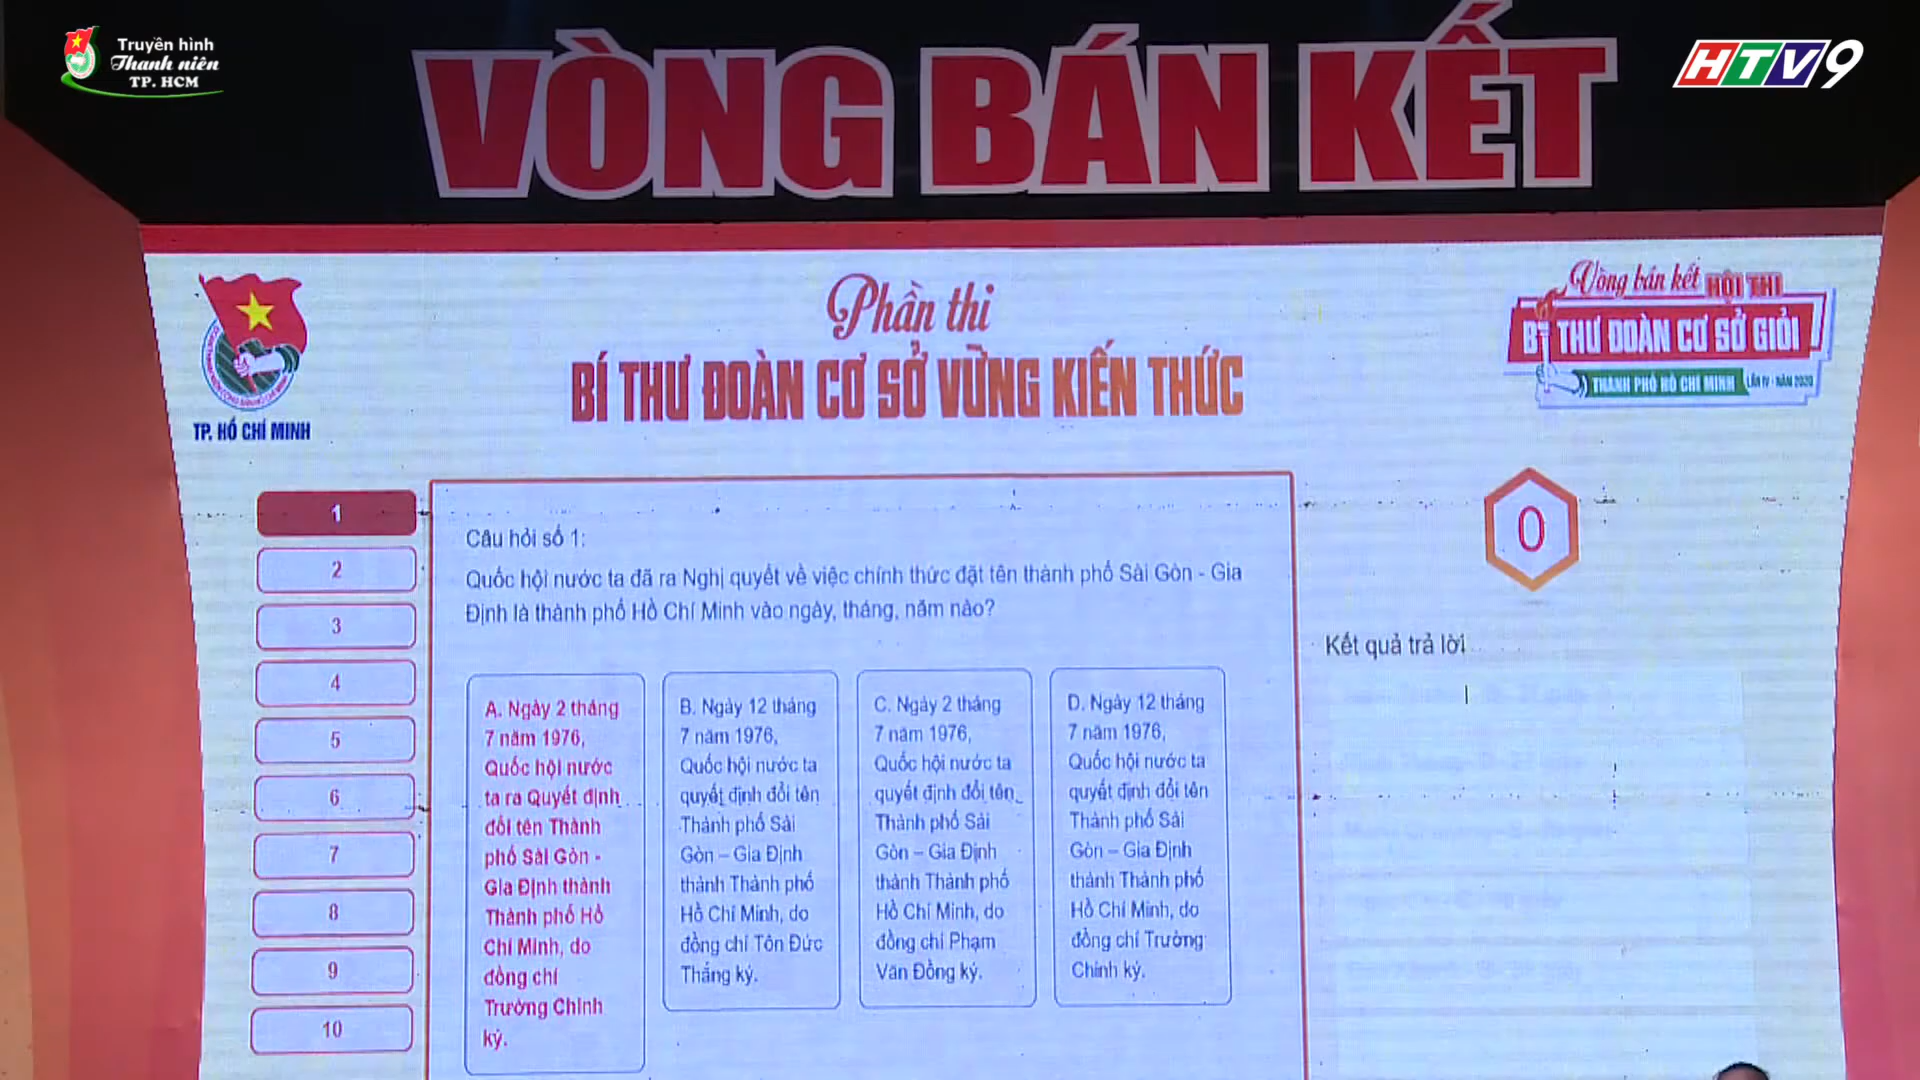 Truyền hình
Thanh niên
TP. HCM
HTV9
VÒNG BÁN KẾT
TP. HỒ CHÍ MINH
Phần thi
BÍ THƯ ĐOÀN CƠ SỞ VỮNG KIẾN THỨC
Vòng bán kết HỘI THI
BÍ THƯ ĐOÀN CƠ SỞ GIỎI
THÀNH PHỐ HỒ CHÍ MINH LẦN IV - NĂM 2020
1
2
3
4
5
6
7
8
9
10
Câu hỏi số 1:
Quốc hội nước ta đã ra Nghị quyết về việc chính thức đặt tên thành phố Sài Gòn - Gia
Định là thành phố Hồ Chí Minh vào ngày, tháng, năm nào?
A. Ngày 2 tháng
7 năm 1976,
Quốc hội nước
ta ra Quyết định
đổi tên Thành
phố Sài Gòn -
Gia Định thành
Thành phố Hồ
Chí Minh, do
đồng chí
Trường Chinh
ký.
B. Ngày 12 tháng
7 năm 1976,
Quốc hội nước ta
quyết định đổi tên
Thành phố Sài
Gòn – Gia Định
thành Thành phố
Hồ Chí Minh, do
đồng chí Tôn Đức
Thắng ký.
C. Ngày 2 tháng
7 năm 1976,
Quốc hội nước ta
quyết định đổi tên
Thành phố Sài
Gòn – Gia Định
thành Thành phố
Hồ Chí Minh, do
đồng chí Phạm
Văn Đồng ký.
D. Ngày 12 tháng
7 năm 1976,
Quốc hội nước ta
quyết định đổi tên
Thành phố Sài
Gòn – Gia Định
thành Thành phố
Hồ Chí Minh, do
đồng chí Trường
Chinh ký.
0
Kết quả trả lời